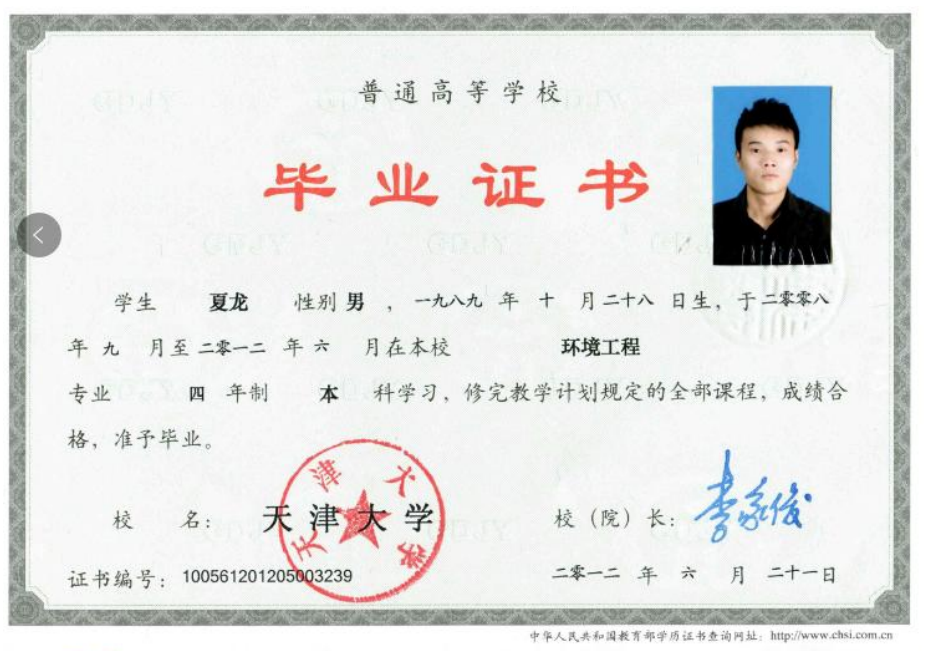 普通高等学校
毕业证书
学生 夏龙 性别 男 ，一九八九 年 十 月二十八 日生，于二零零八
年 九 月至 二零一二 年 六 月在本校 环境工程
专业 四 年制 本 科学习，修完教学计划规定的全部课程，成绩合
格，准予毕业。
天津大学
校 名： 天津大学 校（院）长：李家俊
证书编号：100561201205003239 二零一二 年 六 月 二十一日
中华人民共和国教育部学历证书查询网址：http://www.chsi.com.cn